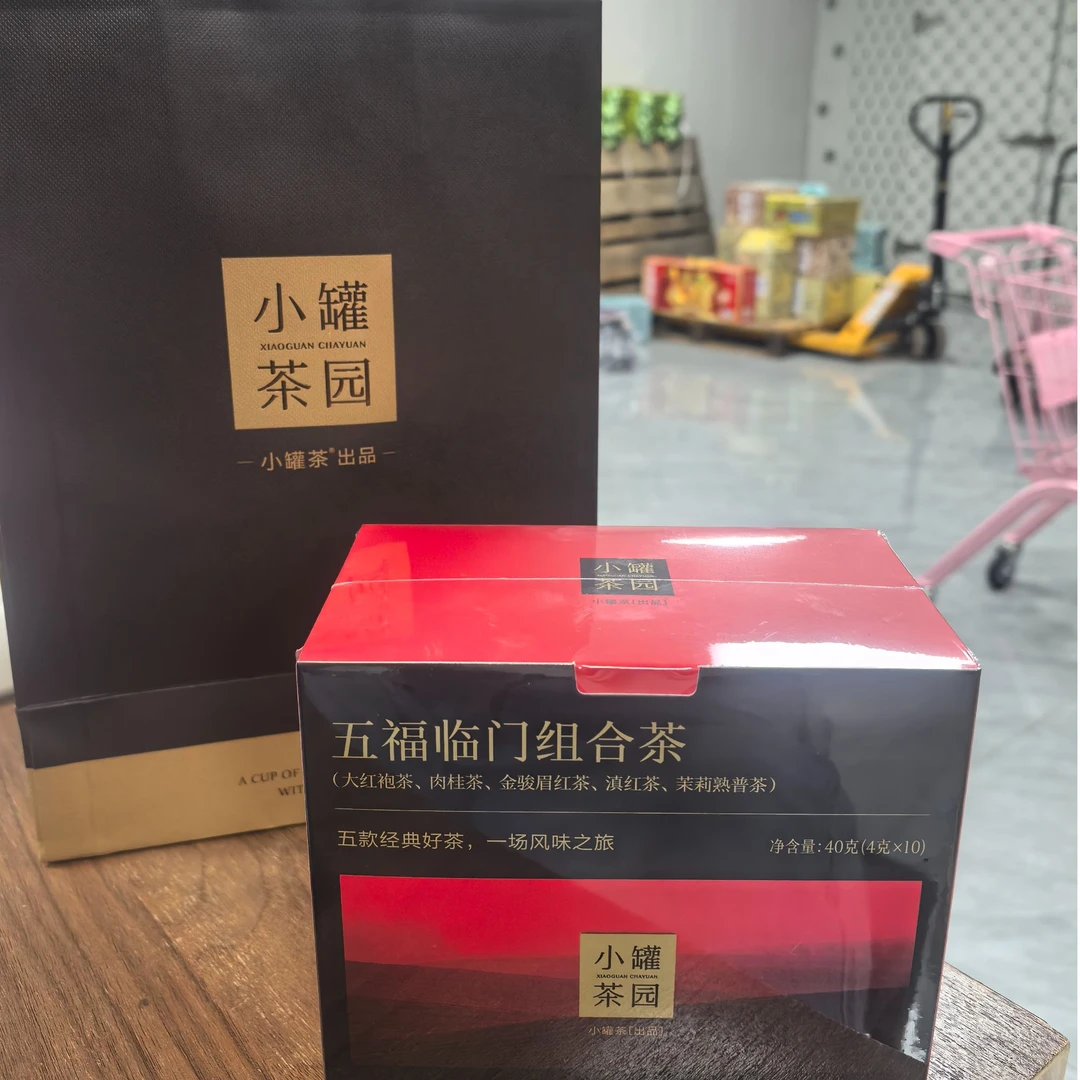 小罐
XIAOGUAN CHAYUAN
茶园
小罐茶®出品
A CUP OF
WIT
小罐
茶园
小罐茶[出品]
五福临门组合茶
（大红袍茶、肉桂茶、金骏眉红茶、滇红茶、茉莉熟普茶）
五款经典好茶，一场风味之旅
净含量：40克(4克×10)
小罐
XIAOGUAN CHAYUAN
茶园
小罐茶[出品]